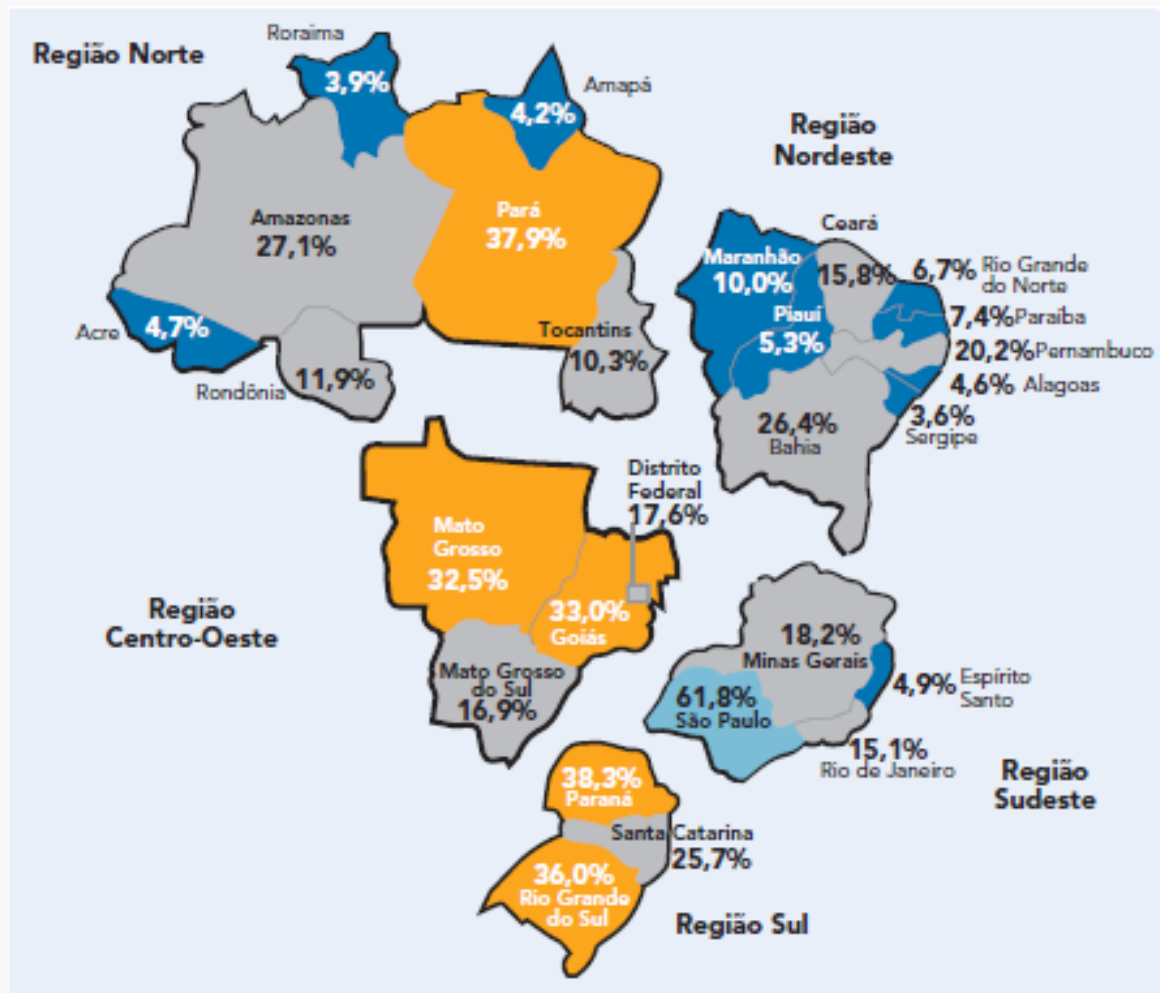 Região Norte
Roraima
3,9%
Amapá
4,2%
Pará
37,9%
Amazonas
27,1%
Acre
4,7%
Rondônia
11,9%
Tocantins
10,3%
Região
Nordeste
Ceará
15,8%
Maranhão
10,0%
Piauí
5,3%
6,7% Rio Grande
do Norte
7,4% Paraíba
20,2% Pernambuco
4,6% Alagoas
3,6%
Sergipe
26,4%
Bahia
Região
Centro-Oeste
Mato
Grosso
32,5%
Distrito
Federal
17,6%
33,0%
Goiás
Mato Grosso
do Sul
16,9%
18,2%
Minas Gerais
4,9% Espírito
Santo
61,8%
São Paulo
15,1%
Rio de Janeiro
Região
Sudeste
38,3%
Paraná
Santa Catarina
25,7%
36,0%
Rio Grande
do Sul
Região Sul